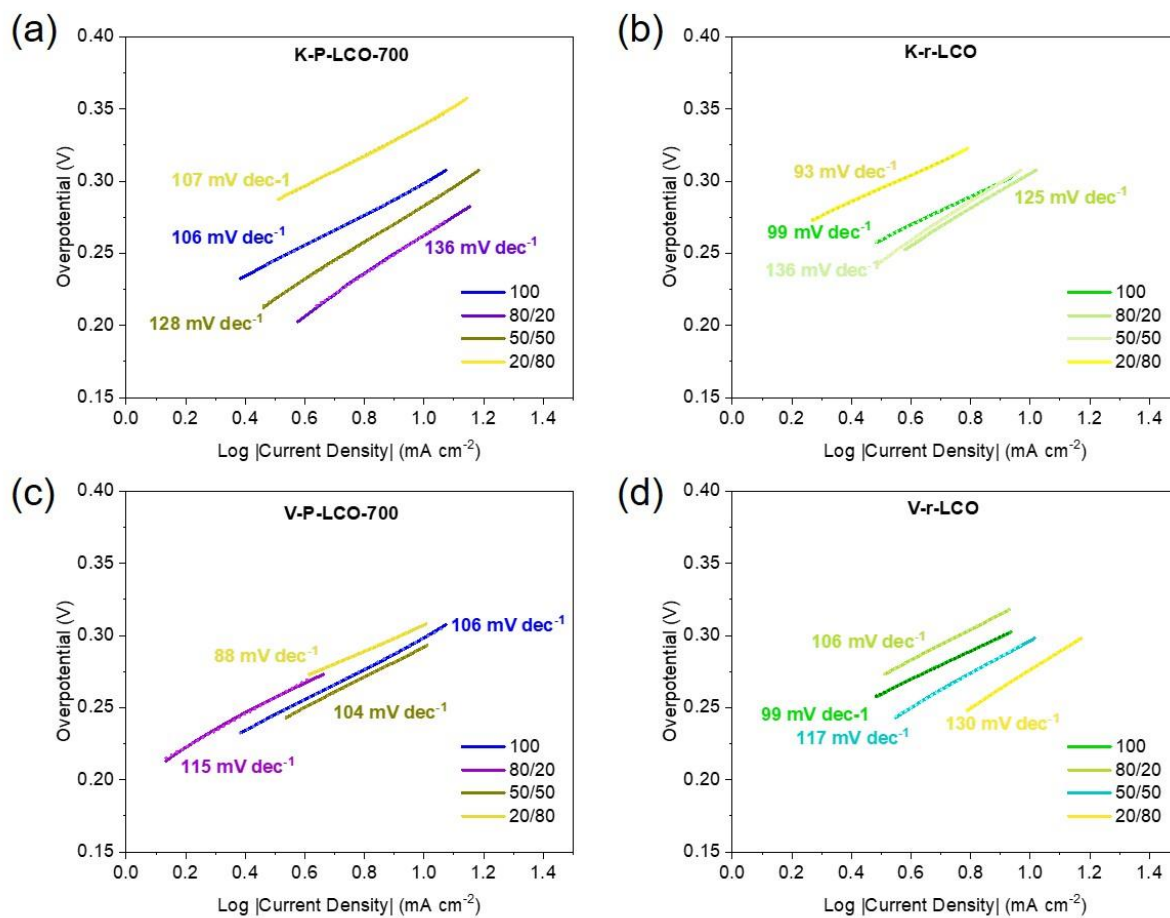 (a)
K-P-LCO-700
0.40
0.35
0.30
0.25
0.20
0.15
Overpotential (V)
107 mV dec-1
106 mV dec⁻¹
136 mV dec⁻¹
128 mV dec⁻¹
100
80/20
50/50
20/80
0.0 0.2 0.4 0.6 0.8 1.0 1.2 1.4
Log |Current Density| (mA cm⁻²)
(b)
K-r-LCO
0.40
0.35
0.30
0.25
0.20
0.15
Overpotential (V)
93 mV dec⁻¹
125 mV dec⁻¹
99 mV dec⁻¹
136 mV dec⁻¹
100
80/20
50/50
20/80
0.0 0.2 0.4 0.6 0.8 1.0 1.2 1.4
Log |Current Density| (mA cm⁻²)
(c)
V-P-LCO-700
0.40
0.35
0.30
0.25
0.20
0.15
Overpotential (V)
106 mV dec⁻¹
88 mV dec⁻¹
104 mV dec⁻¹
115 mV dec⁻¹
100
80/20
50/50
20/80
0.0 0.2 0.4 0.6 0.8 1.0 1.2 1.4
Log |Current Density| (mA cm⁻²)
(d)
V-r-LCO
0.40
0.35
0.30
0.25
0.20
0.15
Overpotential (V)
106 mV dec⁻¹
99 mV dec-1
130 mV dec⁻¹
117 mV dec⁻¹
100
80/20
50/50
20/80
0.0 0.2 0.4 0.6 0.8 1.0 1.2 1.4
Log |Current Density| (mA cm⁻²)